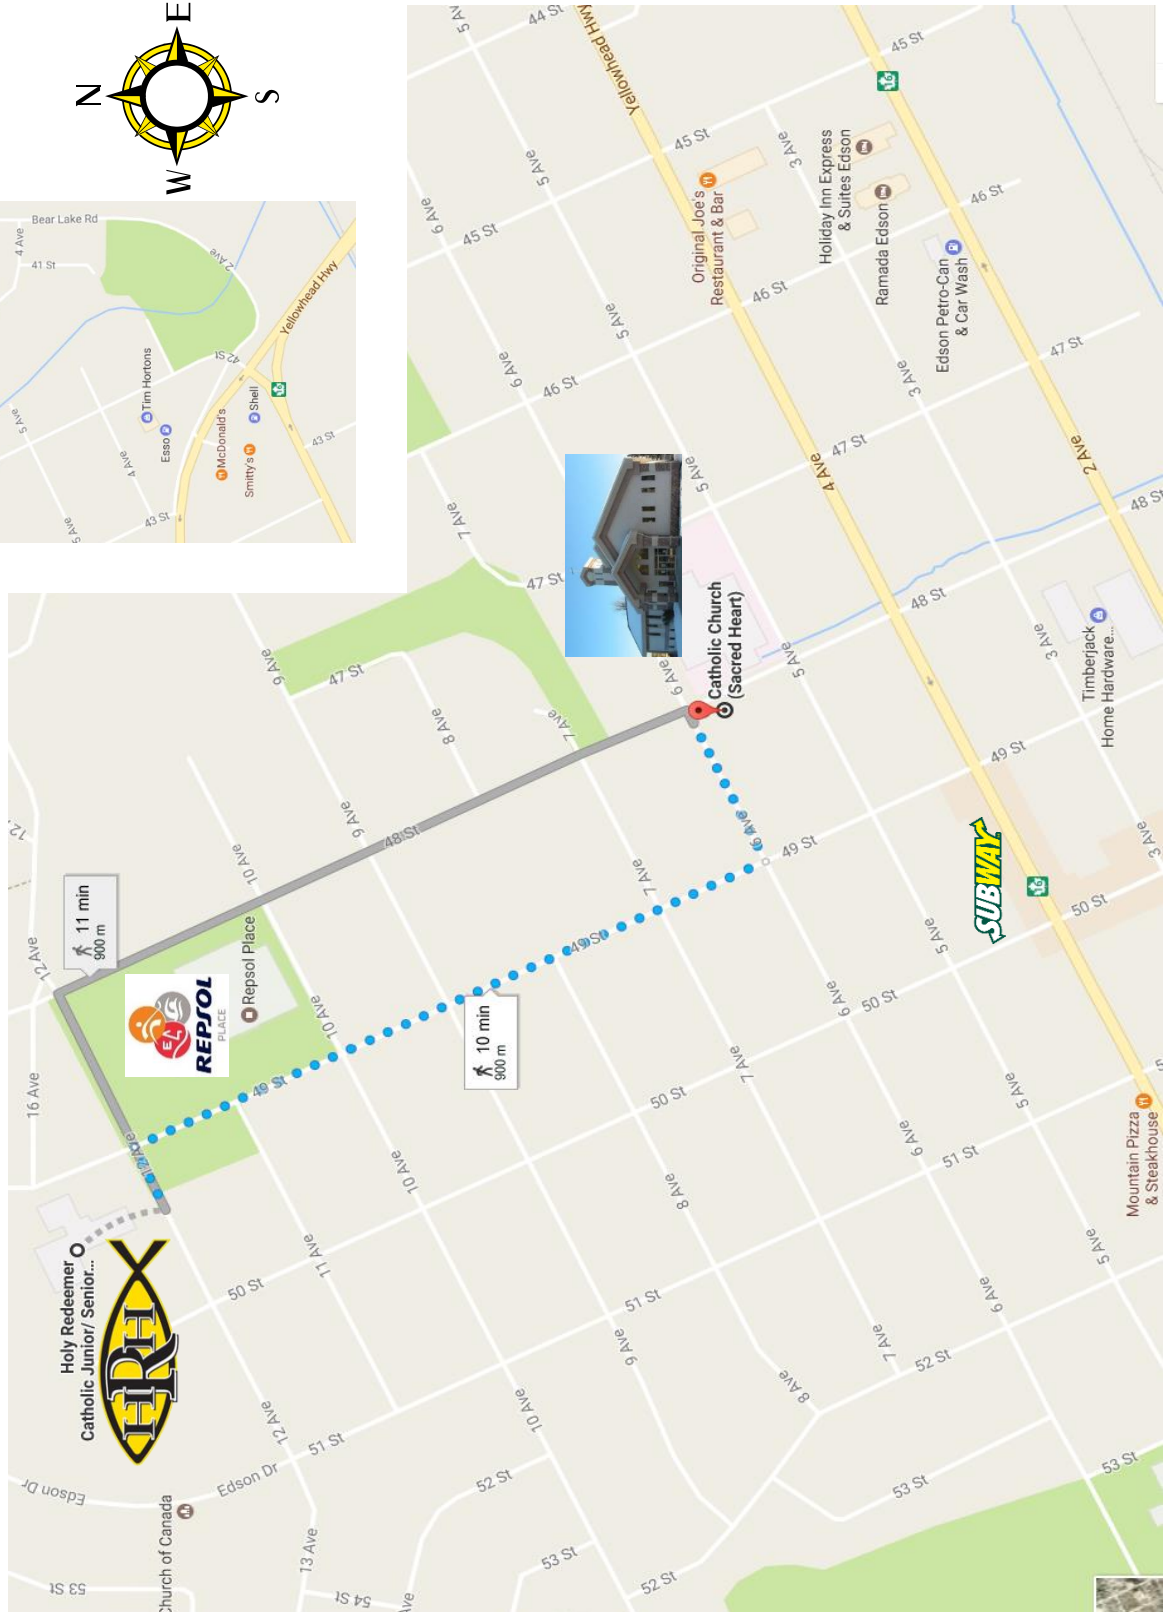 E
N
S
W
Bear Lake Rd
4 Ave
41 St
2 Ave
Yellowhead Hwy
42 St
16
Tim Hortons
Esso
McDonald's
Shell
Smitty's
5 Ave
4 Ave
43 St
43 St
5 Ave
5 Av
44 St
Yellowhead Hwy
45 St
16
45 St
3 Ave
5 Ave
6 Ave
45 St
Original Joe's
Restaurant & Bar
Holiday Inn Express
& Suites Edson
Ramada Edson
46 St
Edson Petro-Can
& Car Wash
46 St
5 Ave
6 Ave
46 St
3 Ave
47 St
47 St
4 Ave
2 Ave
48 St
5 Ave
7 Ave
47 St
Catholic Church
(Sacred Heart)
6 Ave
5 Ave
48 St
3 Ave
Timberjack
Home Hardware...
49 St
9 Ave
47 St
8 Ave
7 Ave
48 St
9 Ave
10 Ave
12 Ave
11 min
900 m
REPSOL
PLACE
Repsol Place
16 Ave
12 Ave
49 St
10 Ave
49 St
10 min
900 m
7 Ave
6 Ave
49 St
SUBWAY
16
50 St
3 Ave
5 Ave
6 Ave
50 St
7 Ave
50 St
5 Ave
6 Ave
51 St
Mountain Pizza
& Steakhouse
5 Ave
10 Ave
8 Ave
11 Ave
50 St
51 St
9 Ave
7 Ave
6 Ave
52 St
8 Ave
10 Ave
Holy Redeemer
Catholic Junior/ Senior...
HRH
12 Ave
51 St
Edson Dr
Edson Dr
52 St
53 St
53 St
Church of Canada
13 Ave
53 St
54 St
53 St
52 St
Ave